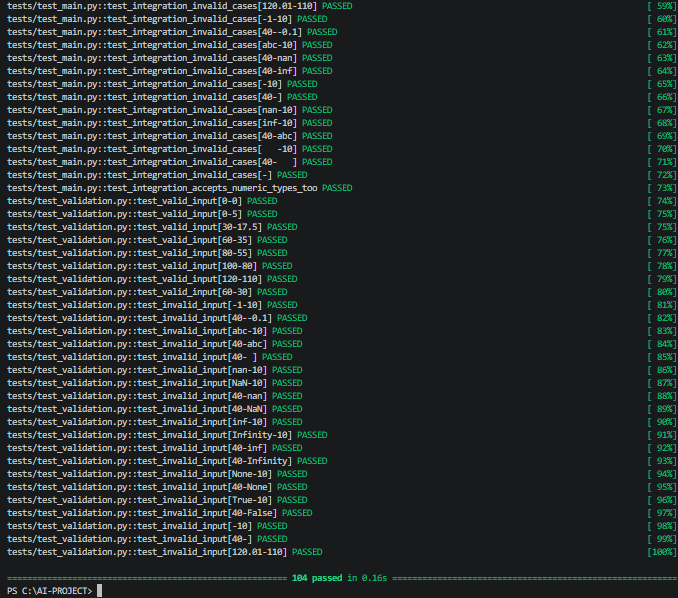 tests/test_main.py::test_integration_invalid_cases[120.01-110] PASSED [ 59%]
tests/test_main.py::test_integration_invalid_cases[-1-10] PASSED [ 60%]
tests/test_main.py::test_integration_invalid_cases[40--0.1] PASSED [ 61%]
tests/test_main.py::test_integration_invalid_cases[abc-10] PASSED [ 62%]
tests/test_main.py::test_integration_invalid_cases[40-nan] PASSED [ 63%]
tests/test_main.py::test_integration_invalid_cases[40-inf] PASSED [ 64%]
tests/test_main.py::test_integration_invalid_cases[-10] PASSED [ 65%]
tests/test_main.py::test_integration_invalid_cases[40-] PASSED [ 66%]
tests/test_main.py::test_integration_invalid_cases[nan-10] PASSED [ 67%]
tests/test_main.py::test_integration_invalid_cases[inf-10] PASSED [ 68%]
tests/test_main.py::test_integration_invalid_cases[40-abc] PASSED [ 69%]
tests/test_main.py::test_integration_invalid_cases[   -10] PASSED [ 70%]
tests/test_main.py::test_integration_invalid_cases[40-   ] PASSED [ 71%]
tests/test_main.py::test_integration_invalid_cases[-] PASSED [ 72%]
tests/test_main.py::test_integration_accepts_numeric_types_too PASSED [ 73%]
tests/test_validation.py::test_valid_input[0-0] PASSED [ 74%]
tests/test_validation.py::test_valid_input[0-5] PASSED [ 75%]
tests/test_validation.py::test_valid_input[30-17.5] PASSED [ 75%]
tests/test_validation.py::test_valid_input[60-35] PASSED [ 76%]
tests/test_validation.py::test_valid_input[80-55] PASSED [ 77%]
tests/test_validation.py::test_valid_input[100-80] PASSED [ 78%]
tests/test_validation.py::test_valid_input[120-110] PASSED [ 79%]
tests/test_validation.py::test_valid_input[60-30] PASSED [ 80%]
tests/test_validation.py::test_invalid_input[-1-10] PASSED [ 81%]
tests/test_validation.py::test_invalid_input[40--0.1] PASSED [ 82%]
tests/test_validation.py::test_invalid_input[abc-10] PASSED [ 83%]
tests/test_validation.py::test_invalid_input[40-abc] PASSED [ 84%]
tests/test_validation.py::test_invalid_input[40- ] PASSED [ 85%]
tests/test_validation.py::test_invalid_input[nan-10] PASSED [ 86%]
tests/test_validation.py::test_invalid_input[NaN-10] PASSED [ 87%]
tests/test_validation.py::test_invalid_input[40-nan] PASSED [ 88%]
tests/test_validation.py::test_invalid_input[40-NaN] PASSED [ 89%]
tests/test_validation.py::test_invalid_input[inf-10] PASSED [ 90%]
tests/test_validation.py::test_invalid_input[Infinity-10] PASSED [ 91%]
tests/test_validation.py::test_invalid_input[40-inf] PASSED [ 92%]
tests/test_validation.py::test_invalid_input[40-Infinity] PASSED [ 93%]
tests/test_validation.py::test_invalid_input[None-10] PASSED [ 94%]
tests/test_validation.py::test_invalid_input[40-None] PASSED [ 95%]
tests/test_validation.py::test_invalid_input[True-10] PASSED [ 96%]
tests/test_validation.py::test_invalid_input[40-False] PASSED [ 97%]
tests/test_validation.py::test_invalid_input[-10] PASSED [ 98%]
tests/test_validation.py::test_invalid_input[40-] PASSED [ 99%]
tests/test_validation.py::test_invalid_input[120.01-110] PASSED [100%]
==================== 104 passed in 0.16s ====================
PS C:\AI-PROJECT>